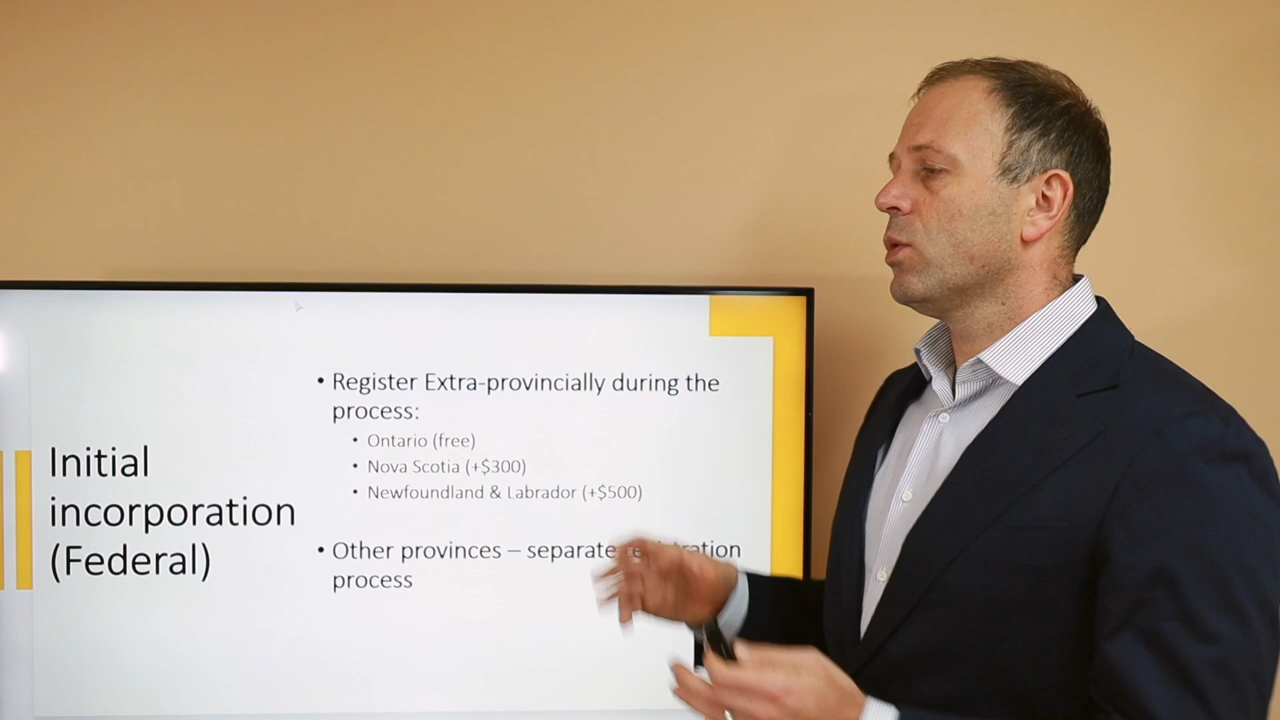 Initial
incorporation
(Federal)
• Register Extra-provincially during the
process:
• Ontario (free)
• Nova Scotia (+$300)
• Newfoundland & Labrador (+$500)
• Other provinces – separate registration
process